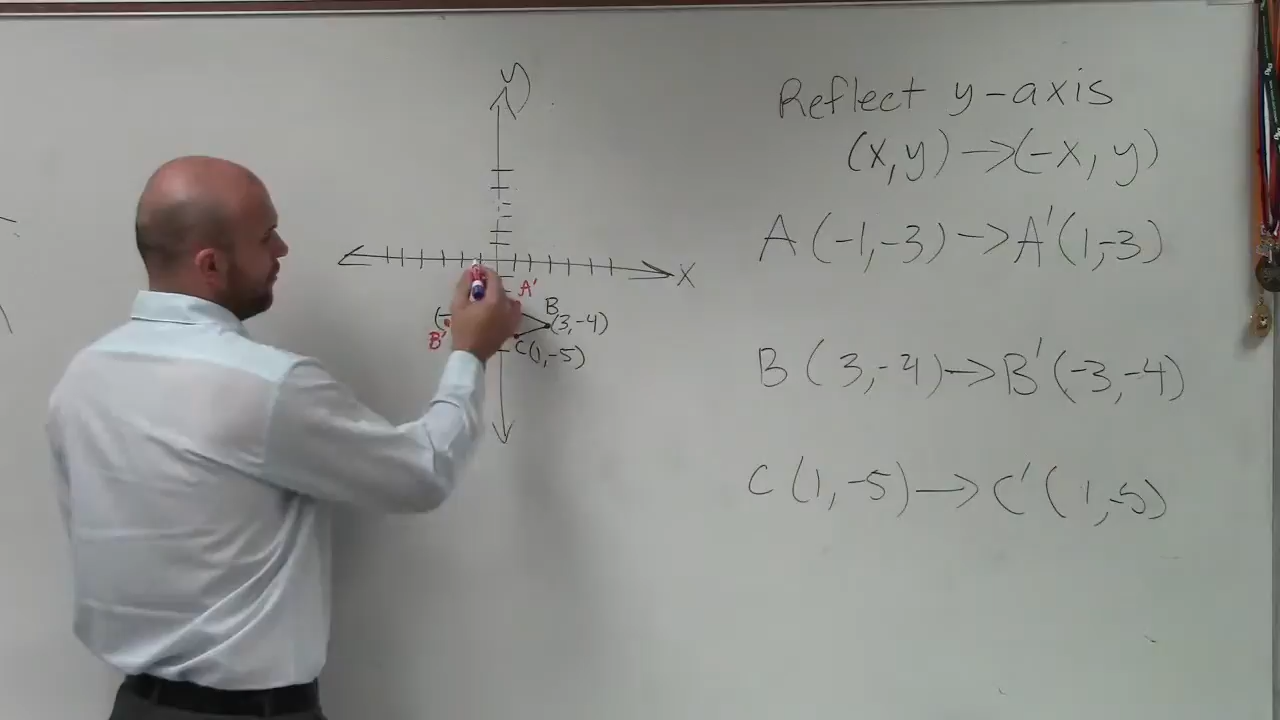 y
x
A'
B
(3,-4)
(
B'
C(1,-5)
Reflect y-axis
(x,y)→(-x, y)
A(-1,-3)→A'(1,-3)
B(3,-4)→B'(-3,-4)
C(1,-5)→C'(1,-5)